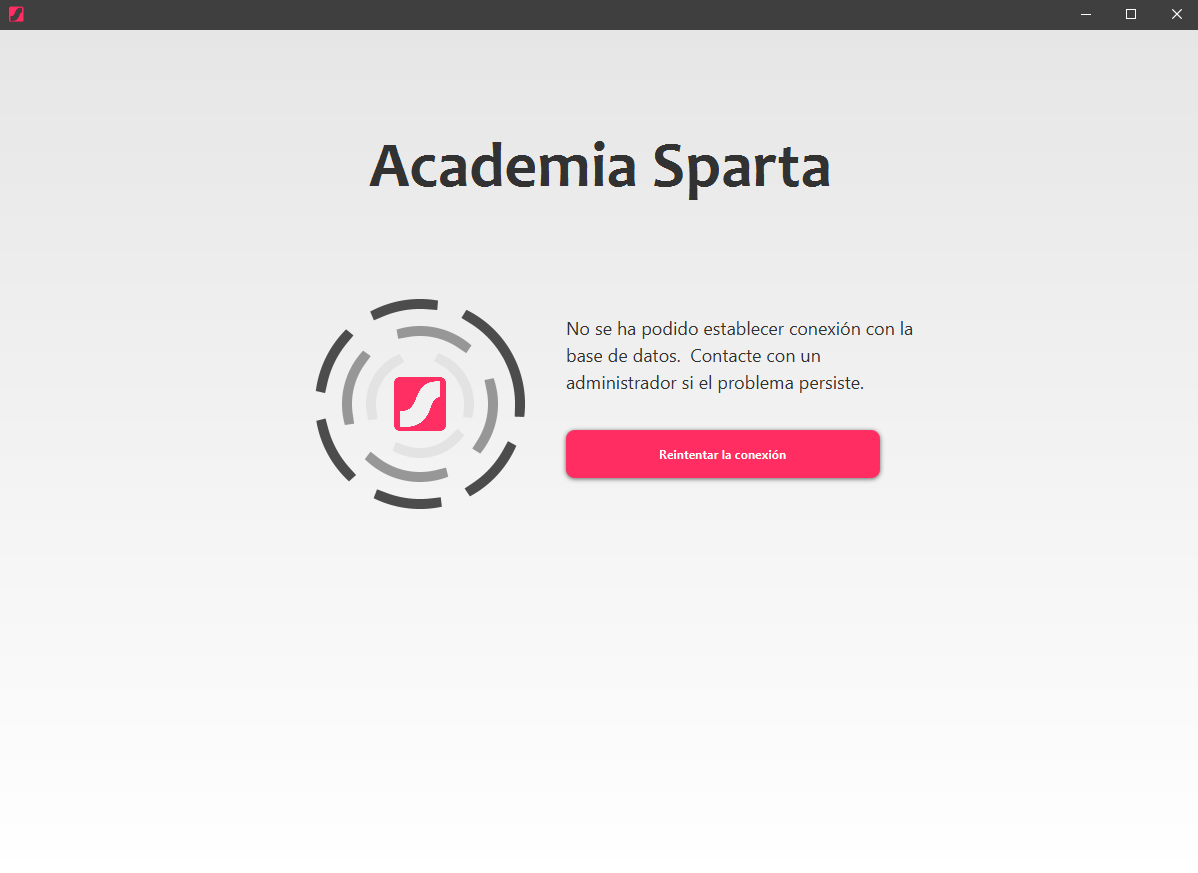 Academia Sparta
No se ha podido establecer conexión con la
base de datos.  Contacte con un
administrador si el problema persiste.
Reintentar la conexión